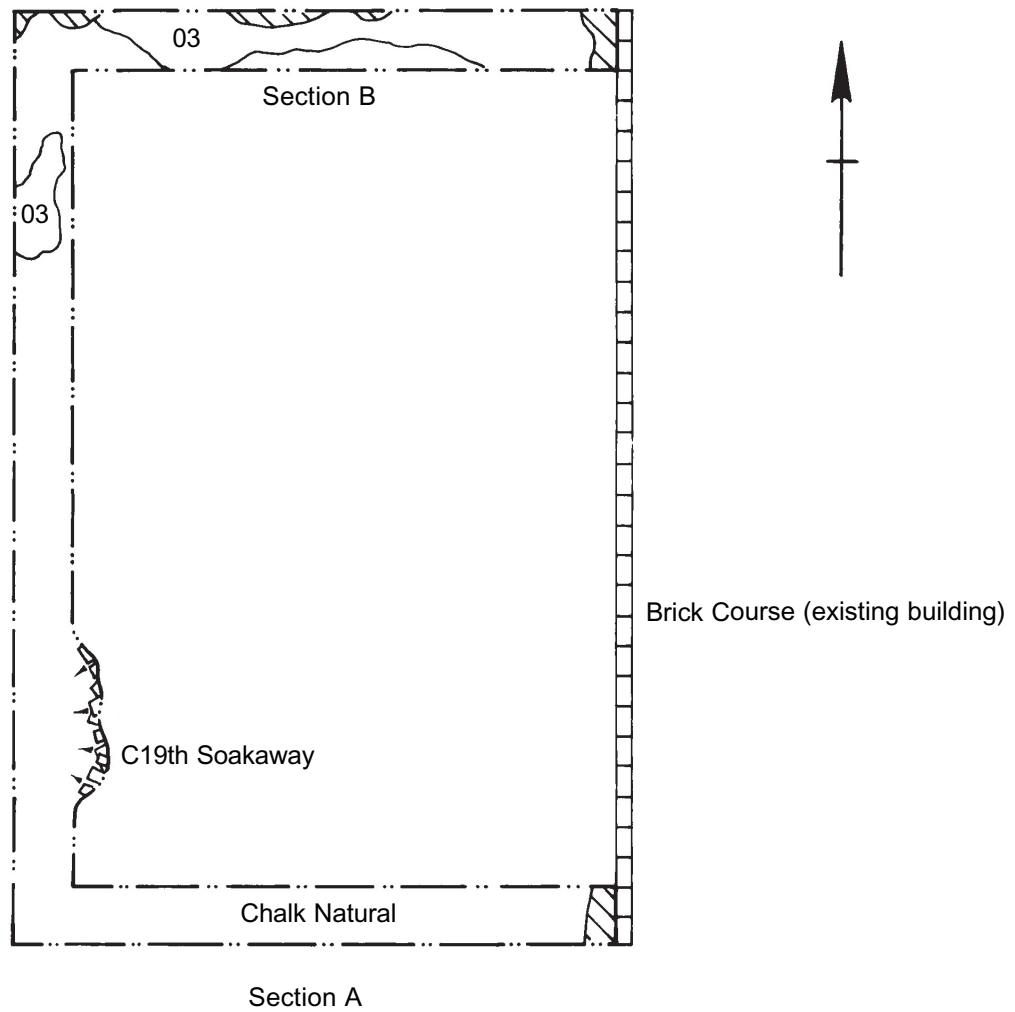 03
Section B
03
Brick Course (existing building)
C19th Soakaway
Chalk Natural
Section A